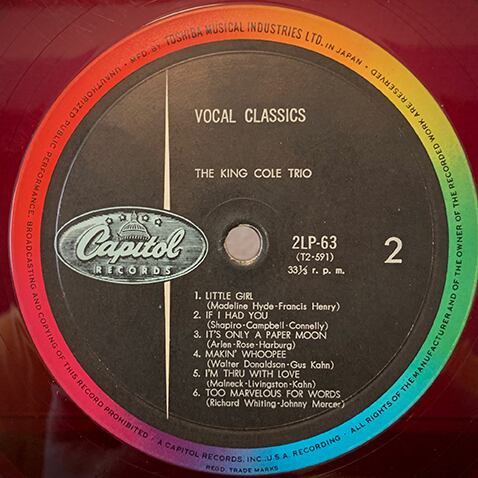 MFD. BY TOSHIBA MUSICAL INDUSTRIES LTD. IN JAPAN • ALL RIGHTS OF THE MANUFACTURER AND OF THE OWNER OF THE RECORDED WORK ARE RESERVED • UNAUTHORIZED PUBLIC PERFORMANCE, BROADCASTING AND COPYING OF THIS RECORD PROHIBITED •
VOCAL CLASSICS
THE KING COLE TRIO
Capitol
RECORDS
2LP-63
(T2-591)
33⅓ r. p. m.
2
1. LITTLE GIRL
(Madeline Hyde-Francis Henry)
2. IF I HAD YOU
(Shapiro-Campbell-Connelly)
3. IT'S ONLY A PAPER MOON
(Arlen-Rose-Harburg)
4. MAKIN' WHOOPEE
(Walter Donaldson-Gus Kahn)
5. I'M THRU WITH LOVE
(Malneck-Livingston-Kahn)
6. TOO MARVELOUS FOR WORDS
(Richard Whiting-Johnny Mercer)
A CAPITOL RECORDS, INC., U.S.A. RECORDING
REGD. TRADE MARKS